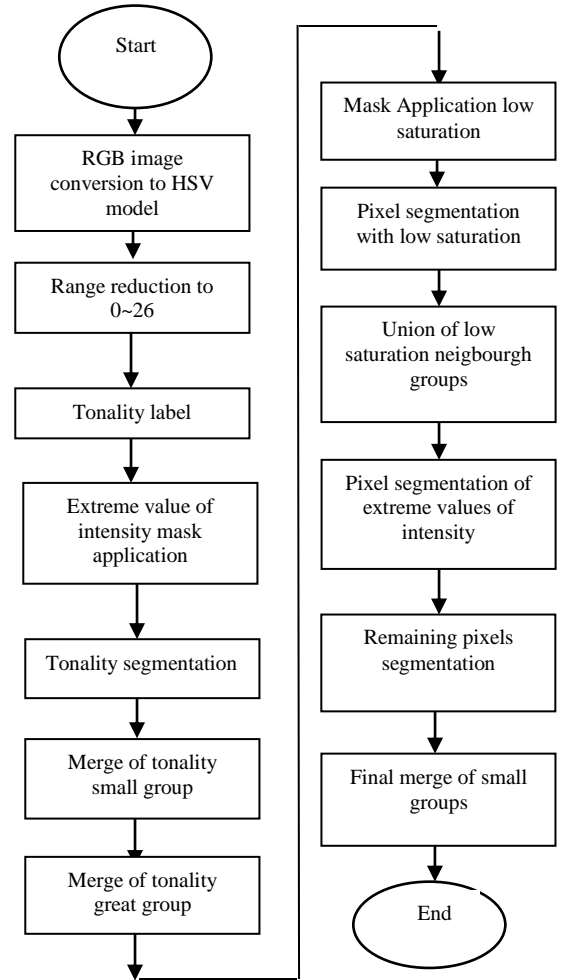 Start
RGB image
conversion to HSV
model
Range reduction to
0~26
Tonality label
Extreme value of
intensity mask
application
Tonality segmentation
Merge of tonality
small group
Merge of tonality
great group
Mask Application low
saturation
Pixel segmentation
with low saturation
Union of low
saturation neigbourgh
groups
Pixel segmentation of
extreme values of
intensity
Remaining pixels
segmentation
Final merge of small
groups
End